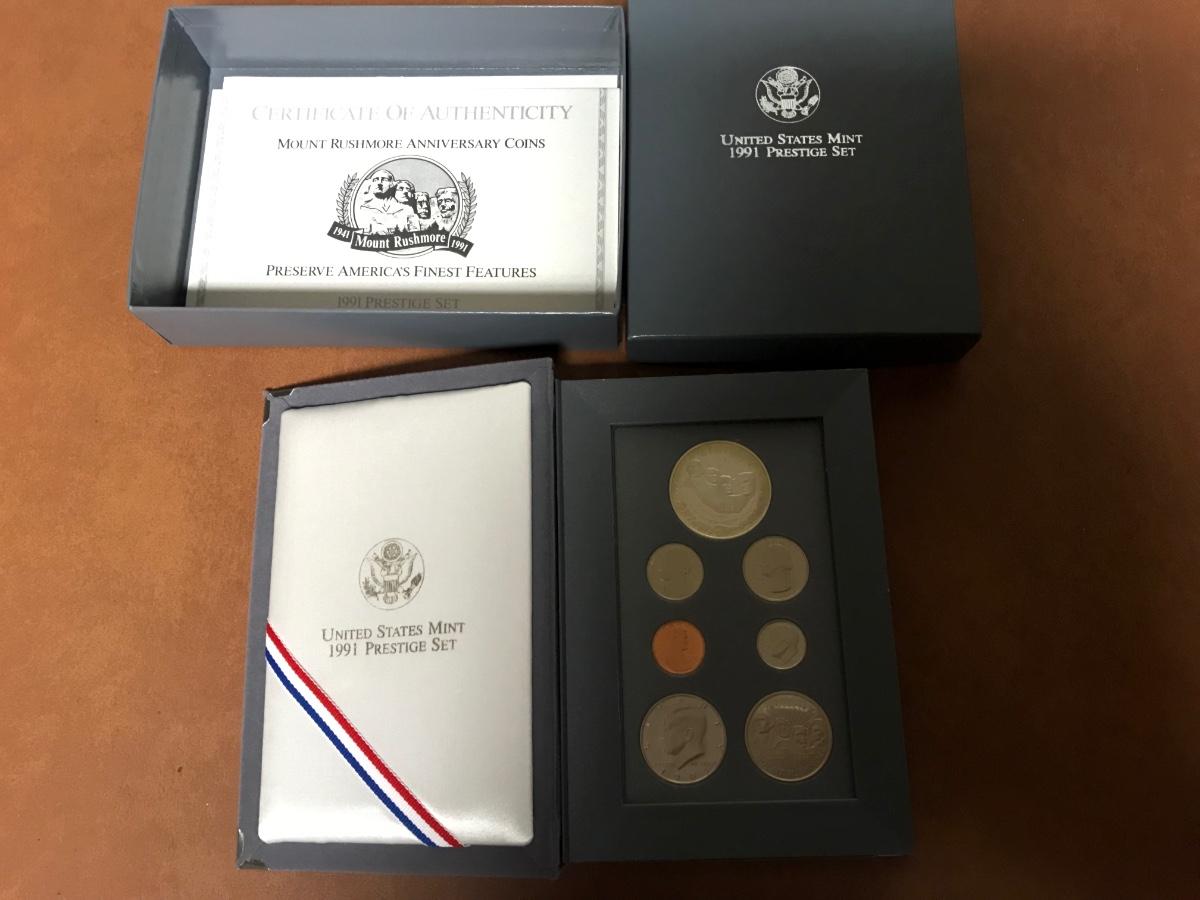 CERTIFICATE OF AUTHENTICITY
MOUNT RUSHMORE ANNIVERSARY COINS
1941 Mount Rushmore 1991
PRESERVE AMERICA'S FINEST FEATURES
1991 PRESTIGE SET
UNITED STATES MINT
1991 PRESTIGE SET
UNITED STATES MINT
1991 PRESTIGE SET